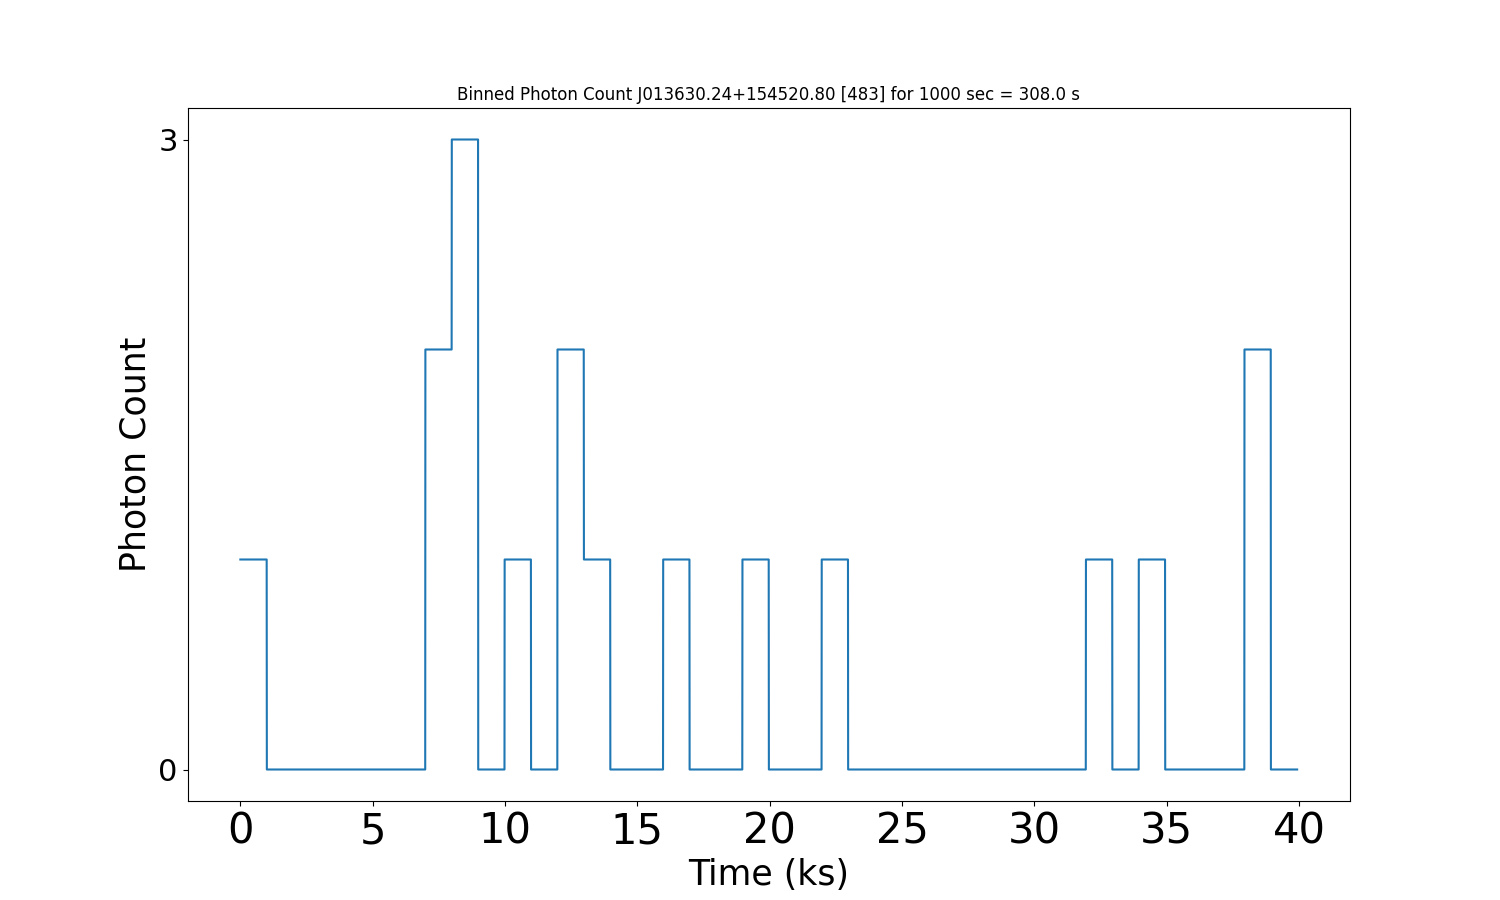 Binned Photon Count J013630.24+154520.80 [483] for 1000 sec = 308.0 s
3
Photon Count
0
0 5 10 15 20 25 30 35 40
Time (ks)